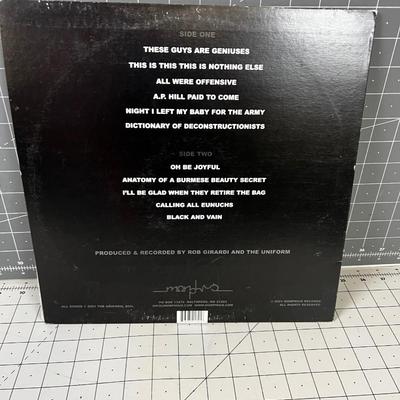 SIDE ONE
THESE GUYS ARE GENIUSES
THIS IS THIS THIS IS NOTHING ELSE
ALL WERE OFFENSIVE
A.P. HILL PAID TO COME
NIGHT I LEFT MY BABY FOR THE ARMY
DICTIONARY OF DECONSTRUCTIONISTS
SIDE TWO
OH BE JOYFUL
ANATOMY OF A BURMESE BEAUTY SECRET
I'LL BE GLAD WHEN THEY RETIRE THE BAG
CALLING ALL EUNUCHS
BLACK AND VAIN
PRODUCED & RECORDED BY ROB GIRARDI AND THE UNIFORM
ALL RIGHTS RESERVED